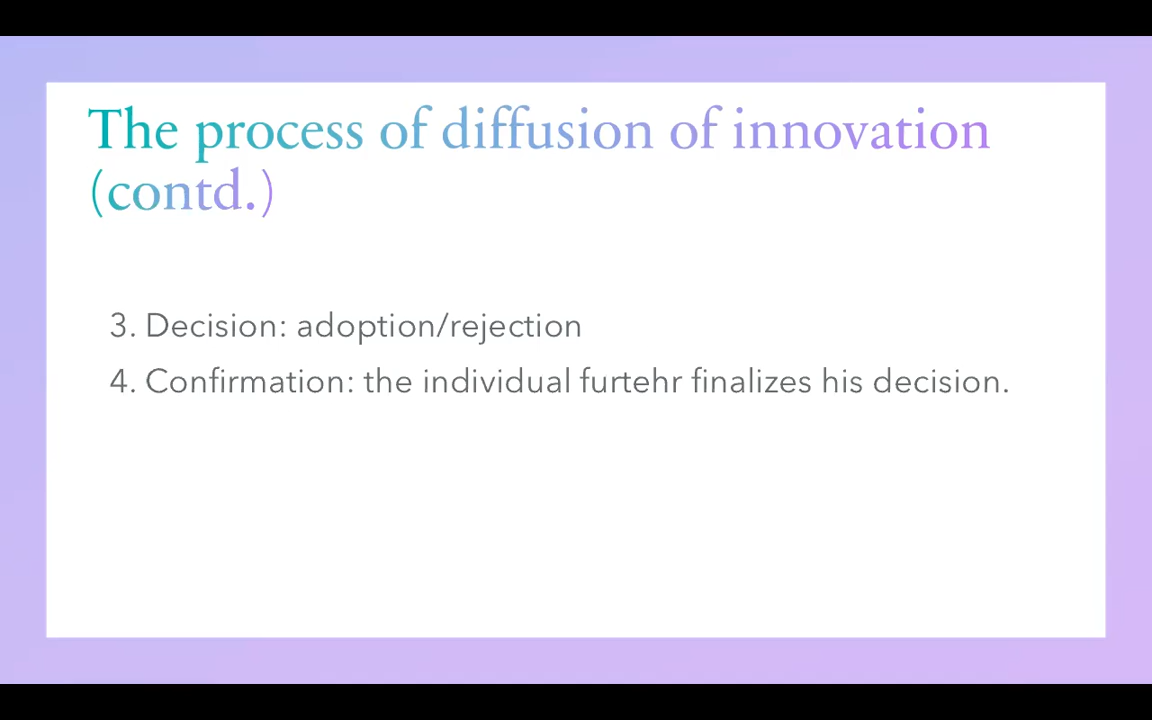 The process of diffusion of innovation
(contd.)
3. Decision: adoption/rejection
4. Confirmation: the individual furtehr finalizes his decision.